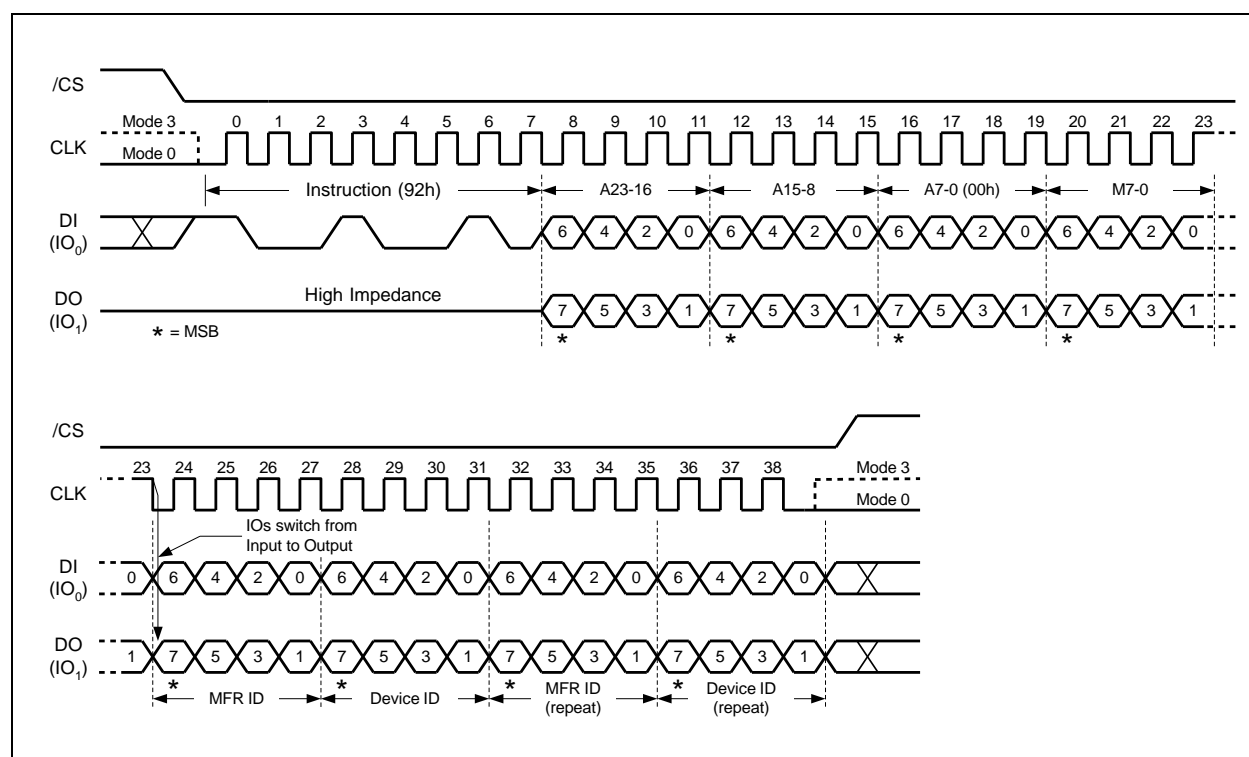 /CS
Mode 3
0 1 2 3 4 5 6 7 8 9 10 11 12 13 14 15 16 17 18 19 20 21 22 23
CLK
Mode 0
Instruction (92h) A23-16 A15-8 A7-0 (00h) M7-0
DI
(IO₀)
6 4 2 0 6 4 2 0 6 4 2 0 6 4 2 0
High Impedance
DO
(IO₁)
7 5 3 1 7 5 3 1 7 5 3 1 7 5 3 1
* = MSB
* * * *
/CS
23 24 25 26 27 28 29 30 31 32 33 34 35 36 37 38
Mode 3
CLK
Mode 0
IOs switch from
Input to Output
DI
(IO₀)
0 6 4 2 0 6 4 2 0 6 4 2 0 6 4 2 0
DO
(IO₁)
1 7 5 3 1 7 5 3 1 7 5 3 1 7 5 3 1
* * * *
MFR ID Device ID
MFR ID
(repeat)
Device ID
(repeat)